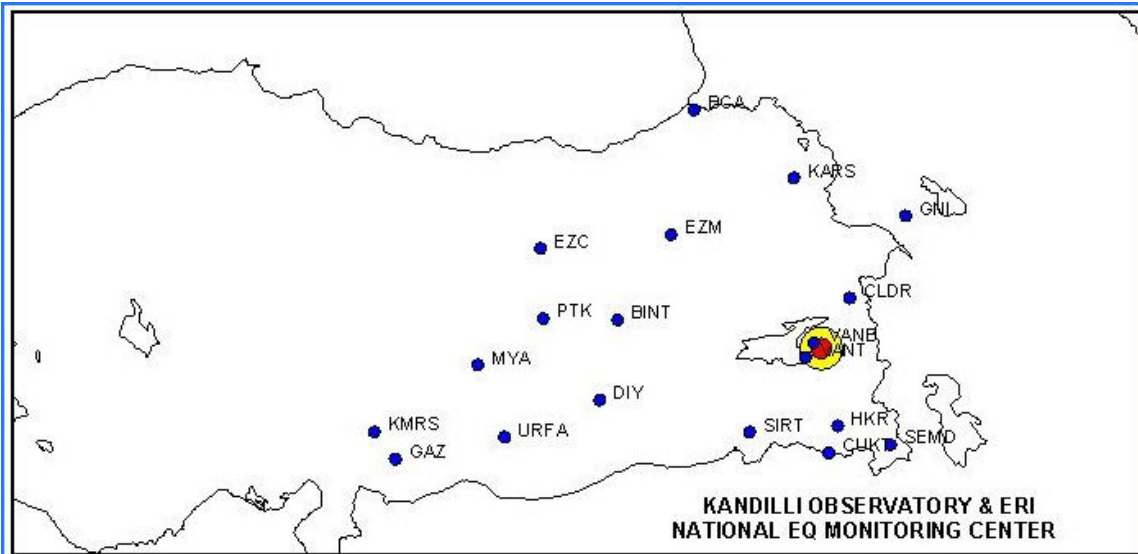 BCA
KARS
GNI
EZM
EZC
CLDR
PTK
BINT
VANB
VANT
MYA
DIY
KMRS
URFA
SIRT
HKR
SEMD
GAZ
CUKT
KANDILLI OBSERVATORY & ERI
NATIONAL EQ MONITORING CENTER